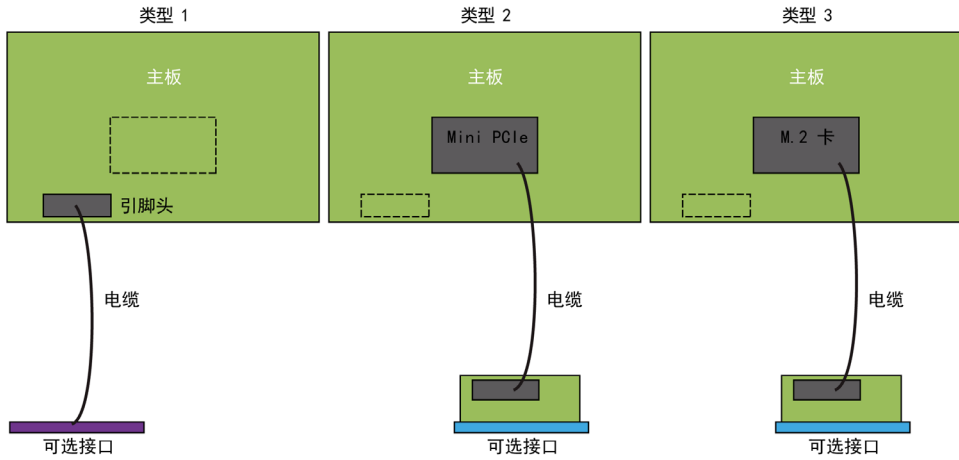 类型 1
类型 2
类型 3
主板
主板
主板
Mini PCIe
M.2 卡
引脚头
电缆
电缆
电缆
可选接口
可选接口
可选接口